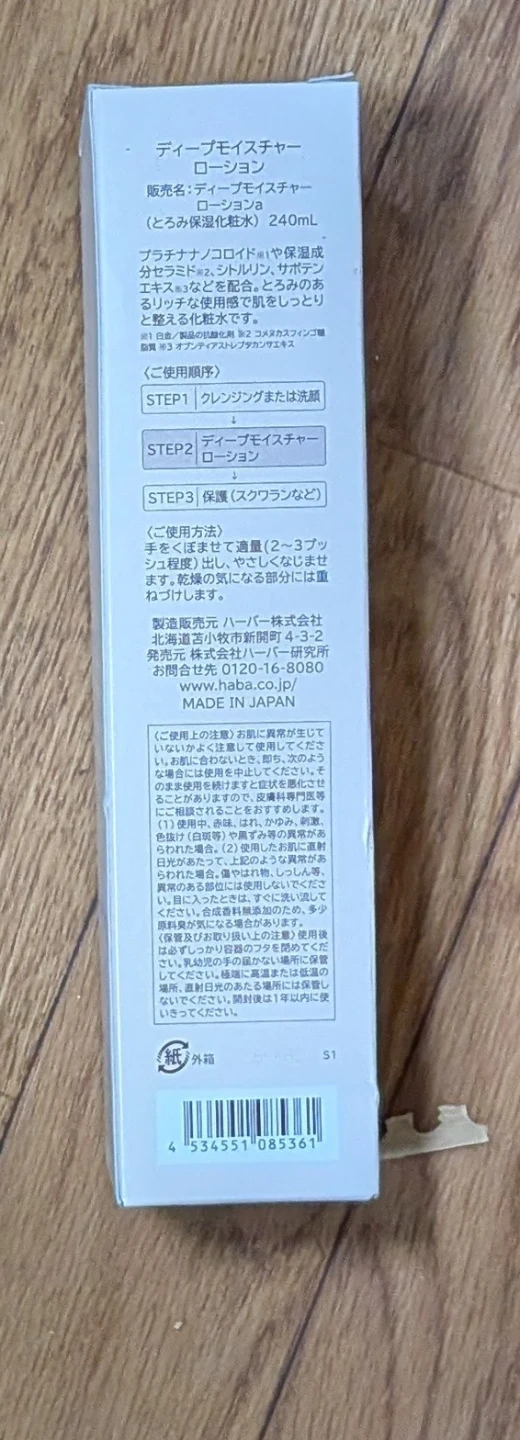 ディープモイスチャー
ローション
販売名：ディープモイスチャー
ローションa
（とろみ保湿化粧水） 240mL
プラチナナノコロイド※1や保湿成
分セラミド※2、シトルリン、サボテン
エキス※3などを配合。とろみのあ
るリッチな使用感で肌をしっとり
と整える化粧水です。
※1 白金／製品の抗酸化剤 ※2 コメヌカスフィンゴ糖
脂質 ※3 オプンティアストレプタカンサエキス
〈ご使用順序〉
STEP1 クレンジングまたは洗顔
↓
STEP2 ディープモイスチャー
ローション
↓
STEP3 保護（スクワランなど）
〈ご使用方法〉
手をくぼませて適量(2〜3プッ
シュ程度)出し、やさしくなじませ
ます。乾燥の気になる部分には重
ねづけします。
製造販売元 ハーバー株式会社
北海道苫小牧市新開町 4-3-2
発売元 株式会社ハーバー研究所
お問合せ先 0120-16-8080
www.haba.co.jp/
MADE IN JAPAN
〈ご使用上の注意〉お肌に異常が生じて
いないかよく注意して使用してくださ
い。お肌に合わないとき、即ち、次のよう
な場合には使用を中止してください。そ
のまま使用を続けますと症状を悪化させ
ることがありますので、皮膚科専門医等
にご相談されることをおすすめします。
(1)使用中、赤味、はれ、かゆみ、刺激、
色抜け(白斑等)や黒ずみ等の異常があ
らわれた場合。(2)使用したお肌に直射
日光があたって、上記のような異常があ
らわれた場合。傷やはれ物、しっしん等、
異常のある部位には使用しないでくださ
い。目に入ったときは、すぐに洗い流して
ください。合成香料無添加のため、多少
原料臭が気になる場合があります。
〈保管及びお取り扱い上の注意〉使用後
は必ずしっかり容器のフタを閉めてくだ
さい。乳幼児の手の届かない場所に保管
してください。極端に高温または低温の
場所、直射日光のあたる場所には保管し
ないでください。開封後は1年以内に使
いきってください。
紙 外箱 S1
4 534551 085361